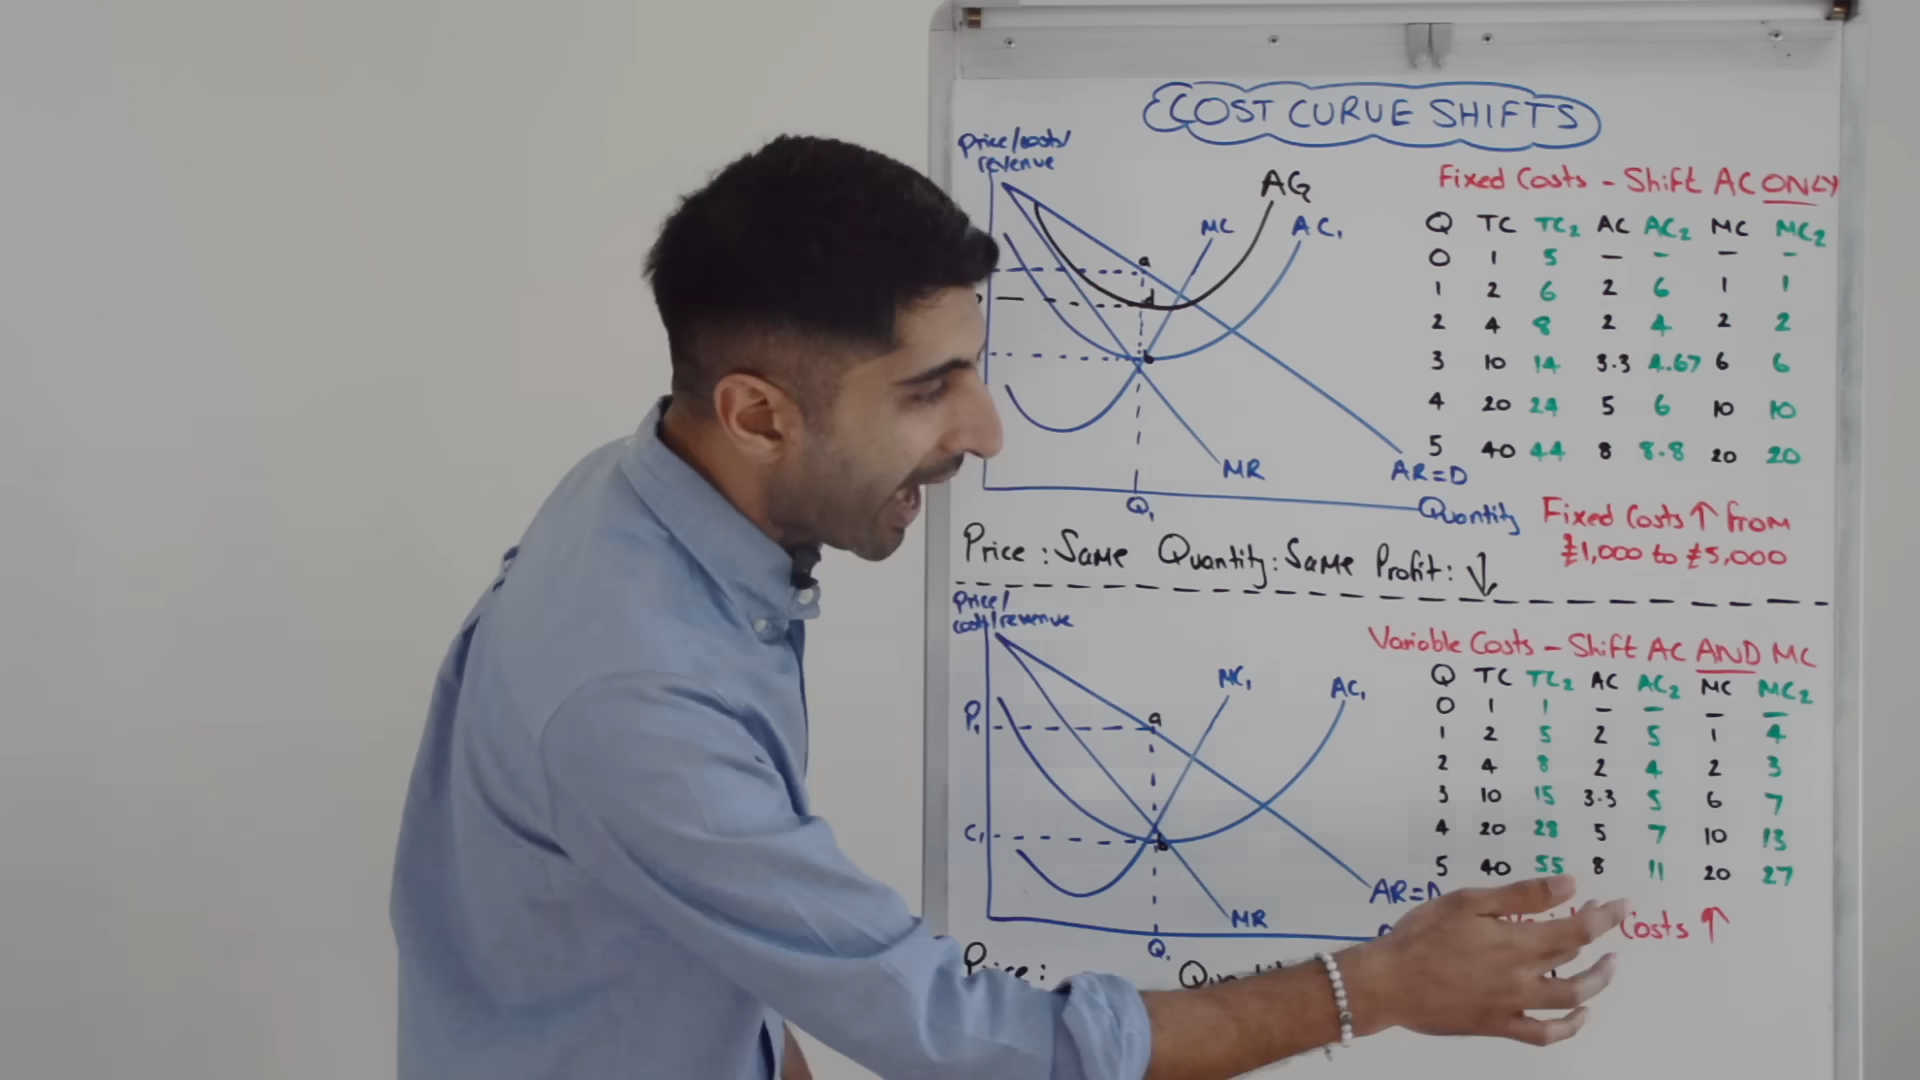 COST CURVE SHIFTS
Price/costs/
revenue
MC
AC₁
a
d
b
MR
AR=D
Q₁
Quantity
Fixed Costs - Shift AC ONLY
Q TC TC₂ AC AC₂ MC MC₂
0 1 5 - - - -
1 2 6 2 6 1 1
2 4 8 2 4 2 2
3 10 14 3.3 4.67 6 6
4 20 24 5 6 10 10
5 40 44 8 8.8 20 20
Fixed Costs ↑ from
£1,000 to £5,000
Price: Same Quantity: Same Profit: ↓
Price/
costs/revenue
P₁
C₁
MC₁
AC₁
a
b
MR
Q₁
Variable Costs - Shift AC AND MC
Q TC TC₂ AC AC₂ MC MC₂
0 1 1 - - - -
1 2 5 2 5 1 4
2 4 8 2 4 2 3
3 10 15 3.3 5 6 7
4 20 28 5 7 10 13
5 40 55 8 11 20 27
Costs ↑
Price: